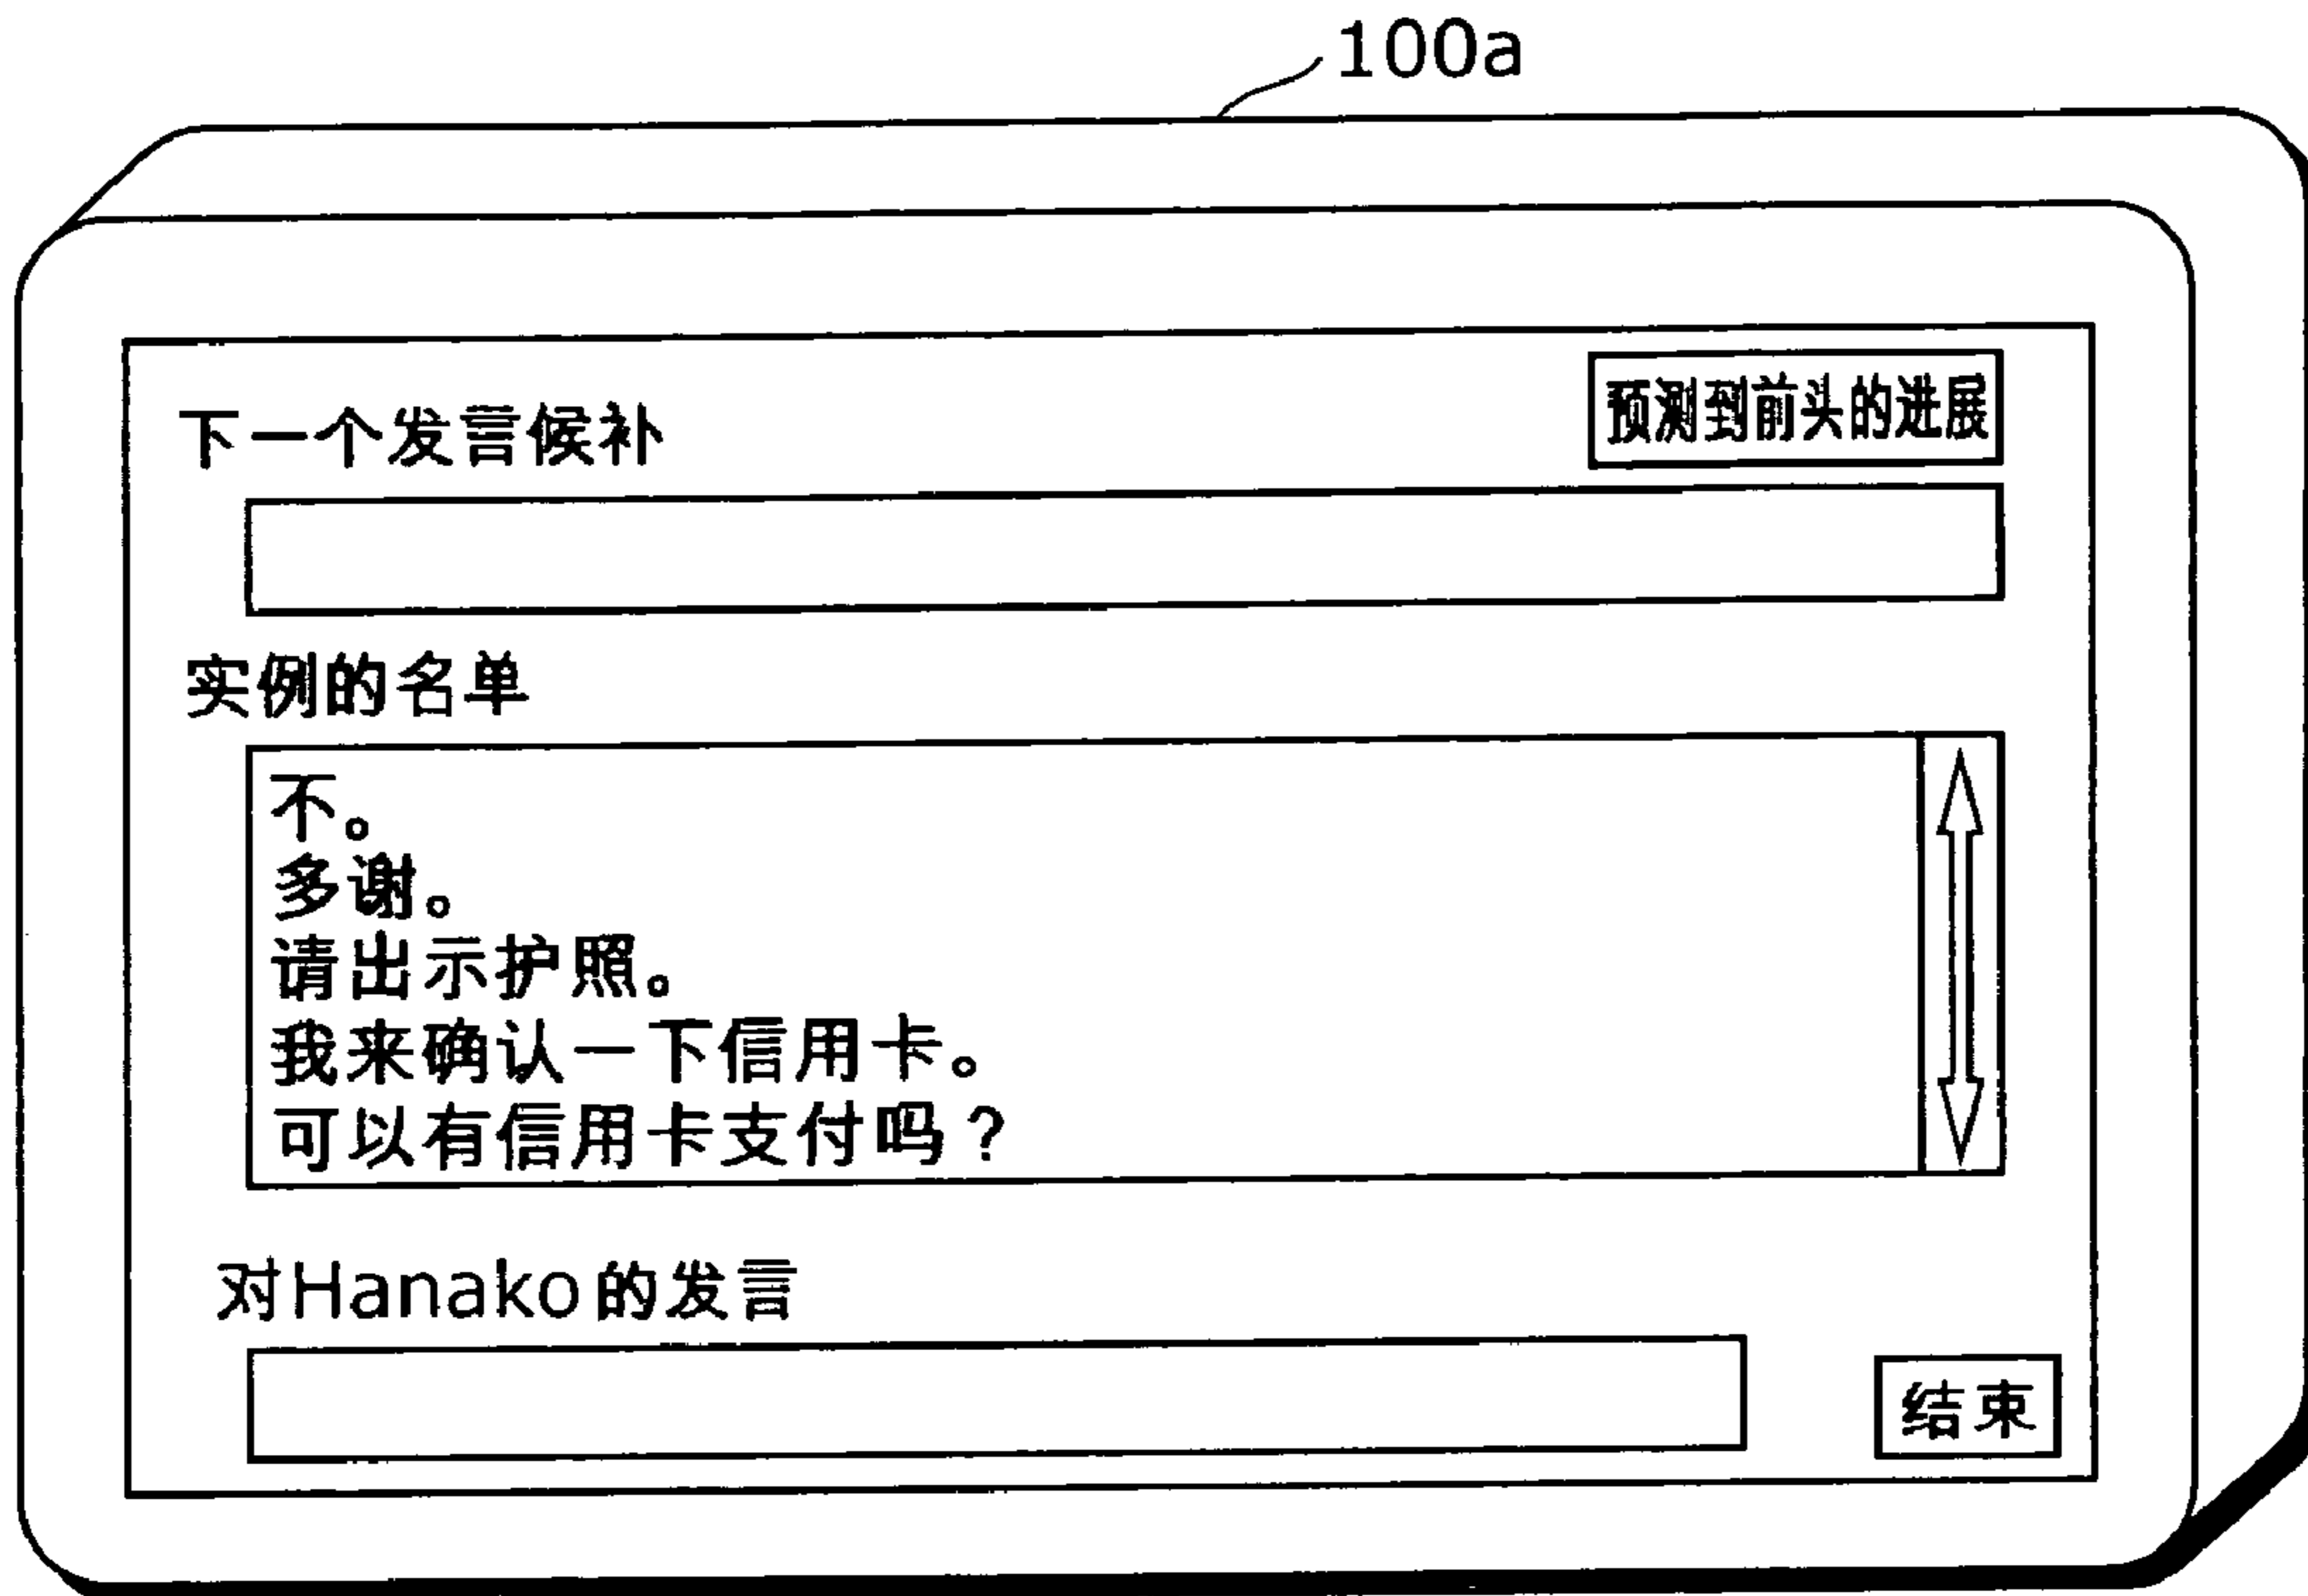 100a
下一个发言候补
预测到前头的进展
实例的名单
不。
多谢。
请出示护照。
我来确认一下信用卡。
可以有信用卡支付吗？
对Hanako的发言
结束